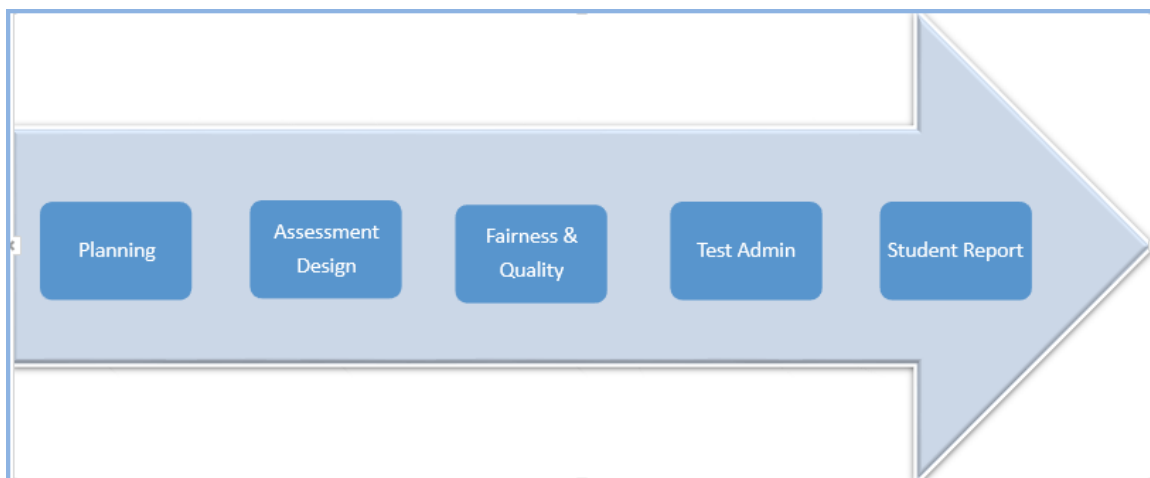 Planning
Assessment
Design
Fairness &
Quality
Test Admin
Student Report